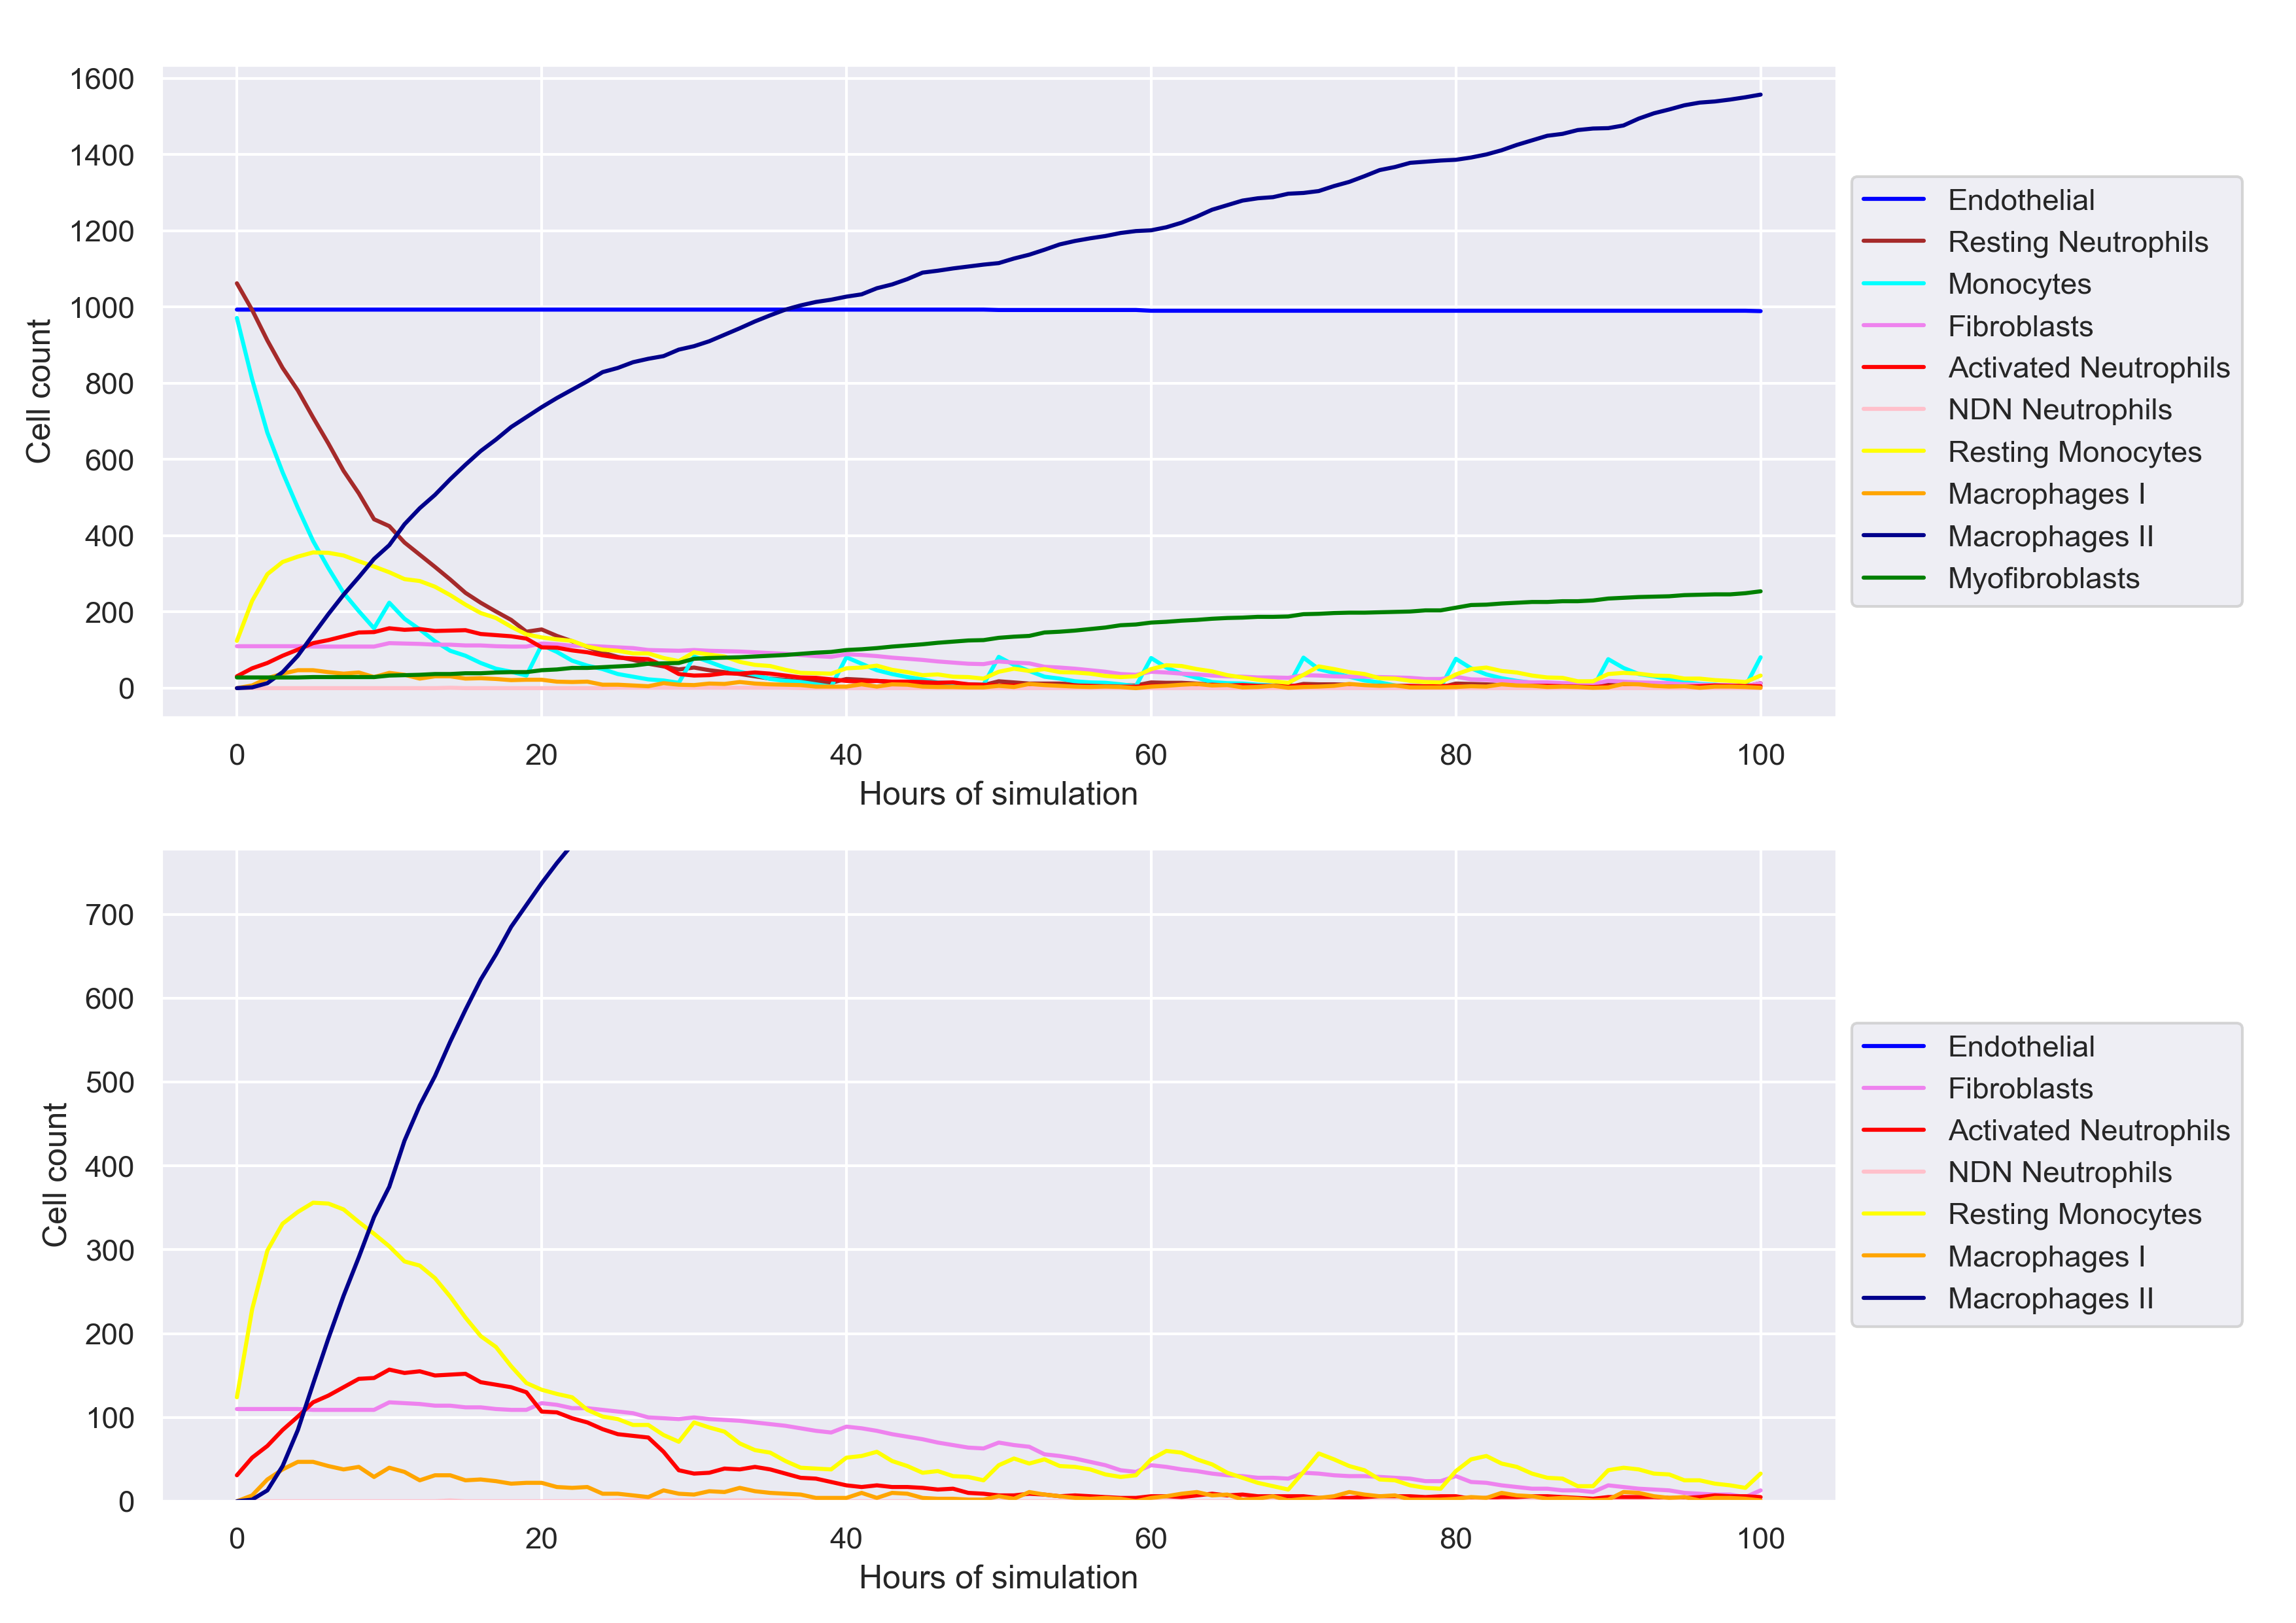 1600
1400
1200
1000
800
600
400
200
0
Cell count
0 20 40 60 80 100
Hours of simulation
Endothelial
Resting Neutrophils
Monocytes
Fibroblasts
Activated Neutrophils
NDN Neutrophils
Resting Monocytes
Macrophages I
Macrophages II
Myofibroblasts
700
600
500
400
300
200
100
0
Cell count
0 20 40 60 80 100
Hours of simulation
Endothelial
Fibroblasts
Activated Neutrophils
NDN Neutrophils
Resting Monocytes
Macrophages I
Macrophages II